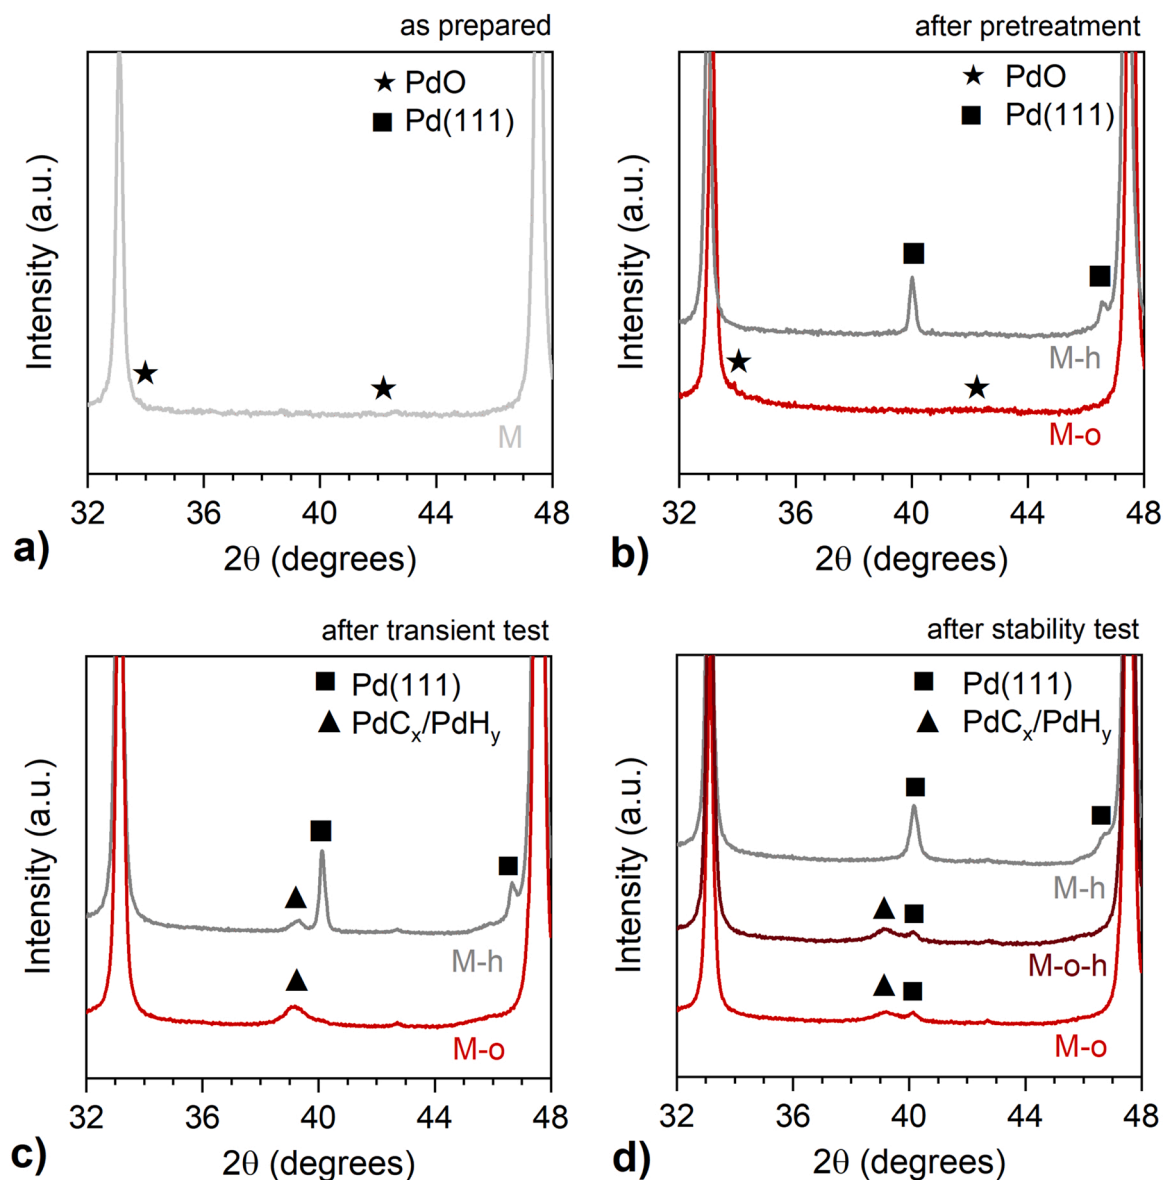 as prepared
★ PdO
■ Pd(111)
Intensity (a.u.)
M
32 36 40 44 48
2θ (degrees)
a)
after pretreatment
★ PdO
■ Pd(111)
Intensity (a.u.)
M-h
M-o
32 36 40 44 48
2θ (degrees)
b)
after transient test
■ Pd(111)
▲ PdCx/PdHy
Intensity (a.u.)
M-h
M-o
32 36 40 44 48
2θ (degrees)
c)
after stability test
■ Pd(111)
▲ PdCx/PdHy
Intensity (a.u.)
M-h
M-o-h
M-o
32 36 40 44 48
2θ (degrees)
d)